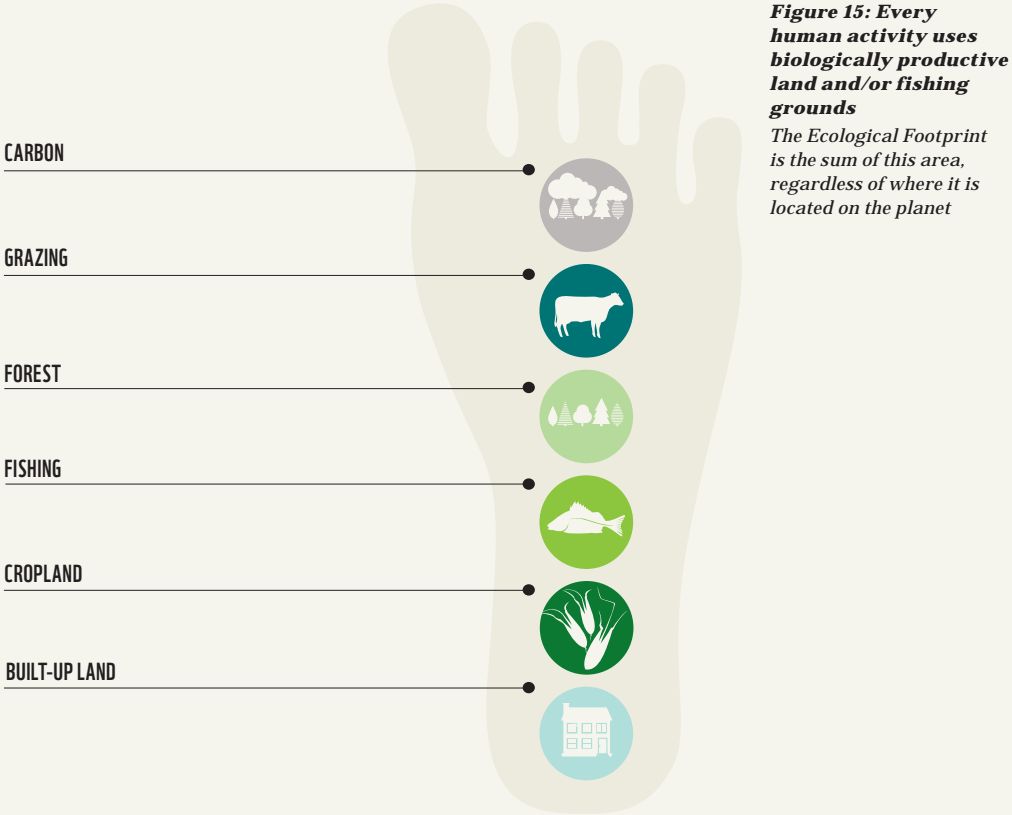 Figure 15: Every
human activity uses
biologically productive
land and/or fishing
grounds
The Ecological Footprint
is the sum of this area,
regardless of where it is
located on the planet
CARBON
GRAZING
FOREST
FISHING
CROPLAND
BUILT-UP LAND